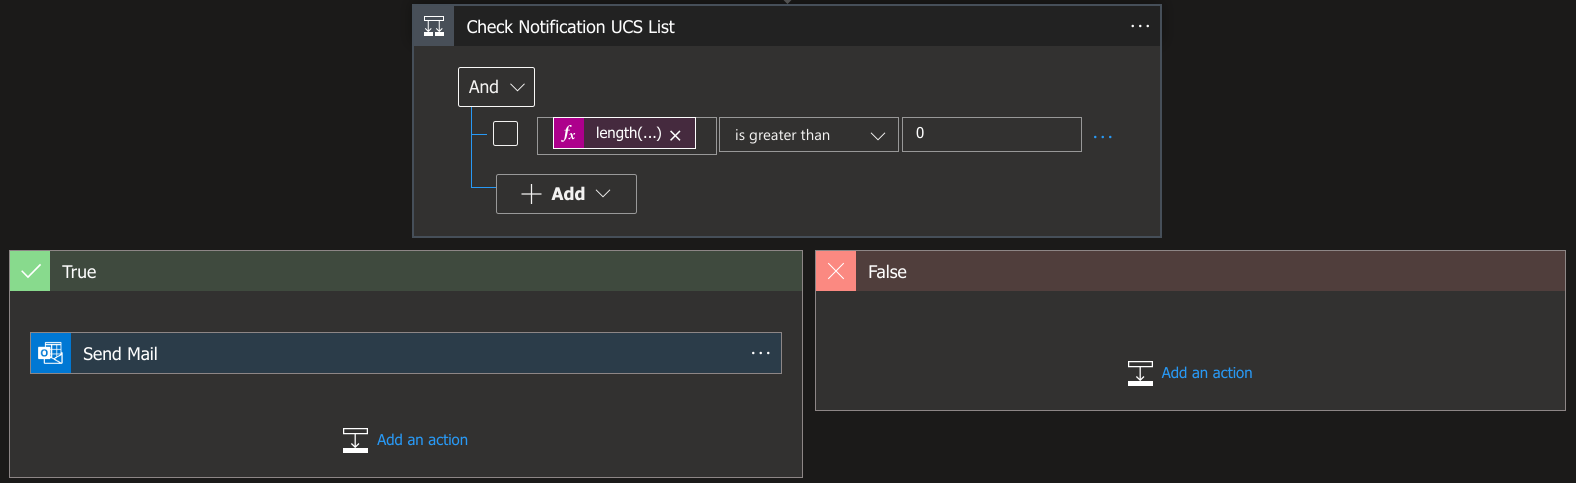 Check Notification UCS List ...
And
fx length(...) × is greater than 0 ...
+ Add
True
False
Send Mail ...
Add an action
Add an action